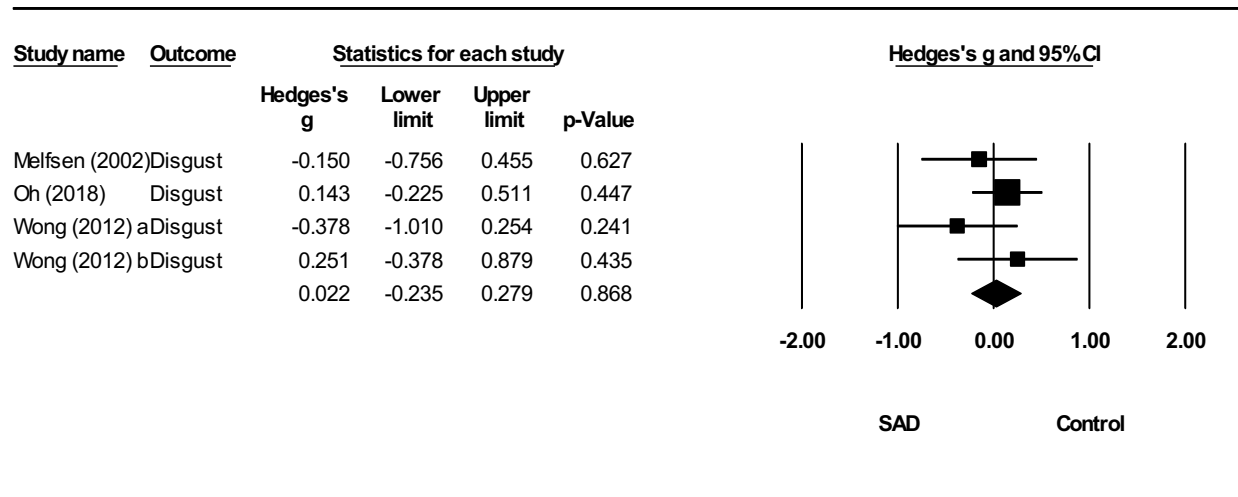 Study name Outcome Statistics for each study Hedges's g and 95%CI
Hedges's Lower Upper
g limit limit p-Value
Melfsen (2002)Disgust -0.150 -0.756 0.455 0.627
Oh (2018) Disgust 0.143 -0.225 0.511 0.447
Wong (2012) aDisgust -0.378 -1.010 0.254 0.241
Wong (2012) bDisgust 0.251 -0.378 0.879 0.435
0.022 -0.235 0.279 0.868
-2.00 -1.00 0.00 1.00 2.00
SAD Control